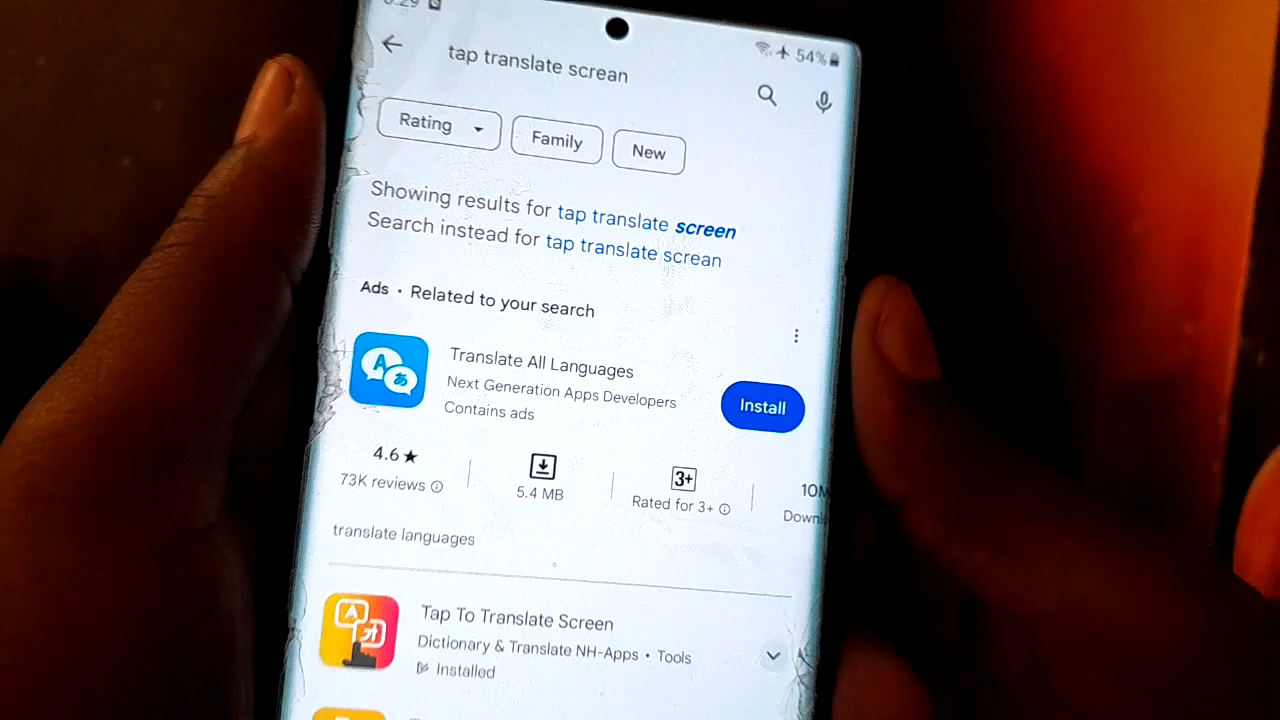 54%
tap translate screan
Rating
Family
New
Showing results for tap translate screen
Search instead for tap translate screan
Ads • Related to your search
Translate All Languages
Next Generation Apps Developers
Contains ads
Install
4.6★
73K reviews
5.4 MB
3+
Rated for 3+
10M
Downl
translate languages
Tap To Translate Screen
Dictionary & Translate NH-Apps • Tools
Installed